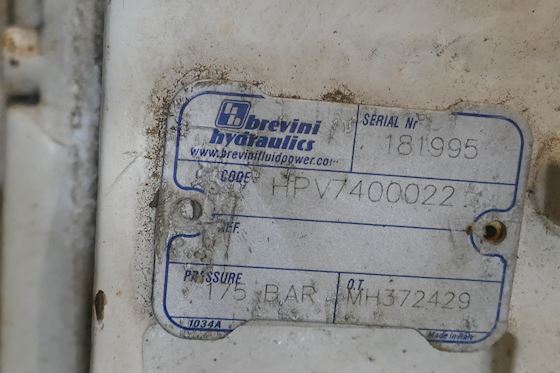 brevini
hydraulics
www.brevinifluidpower.com
SERIAL Nr
181995
CODE
HPV7400022
REF.
PRESSURE
175 BAR
O.T.
MH372429
1034A
Made in Italy